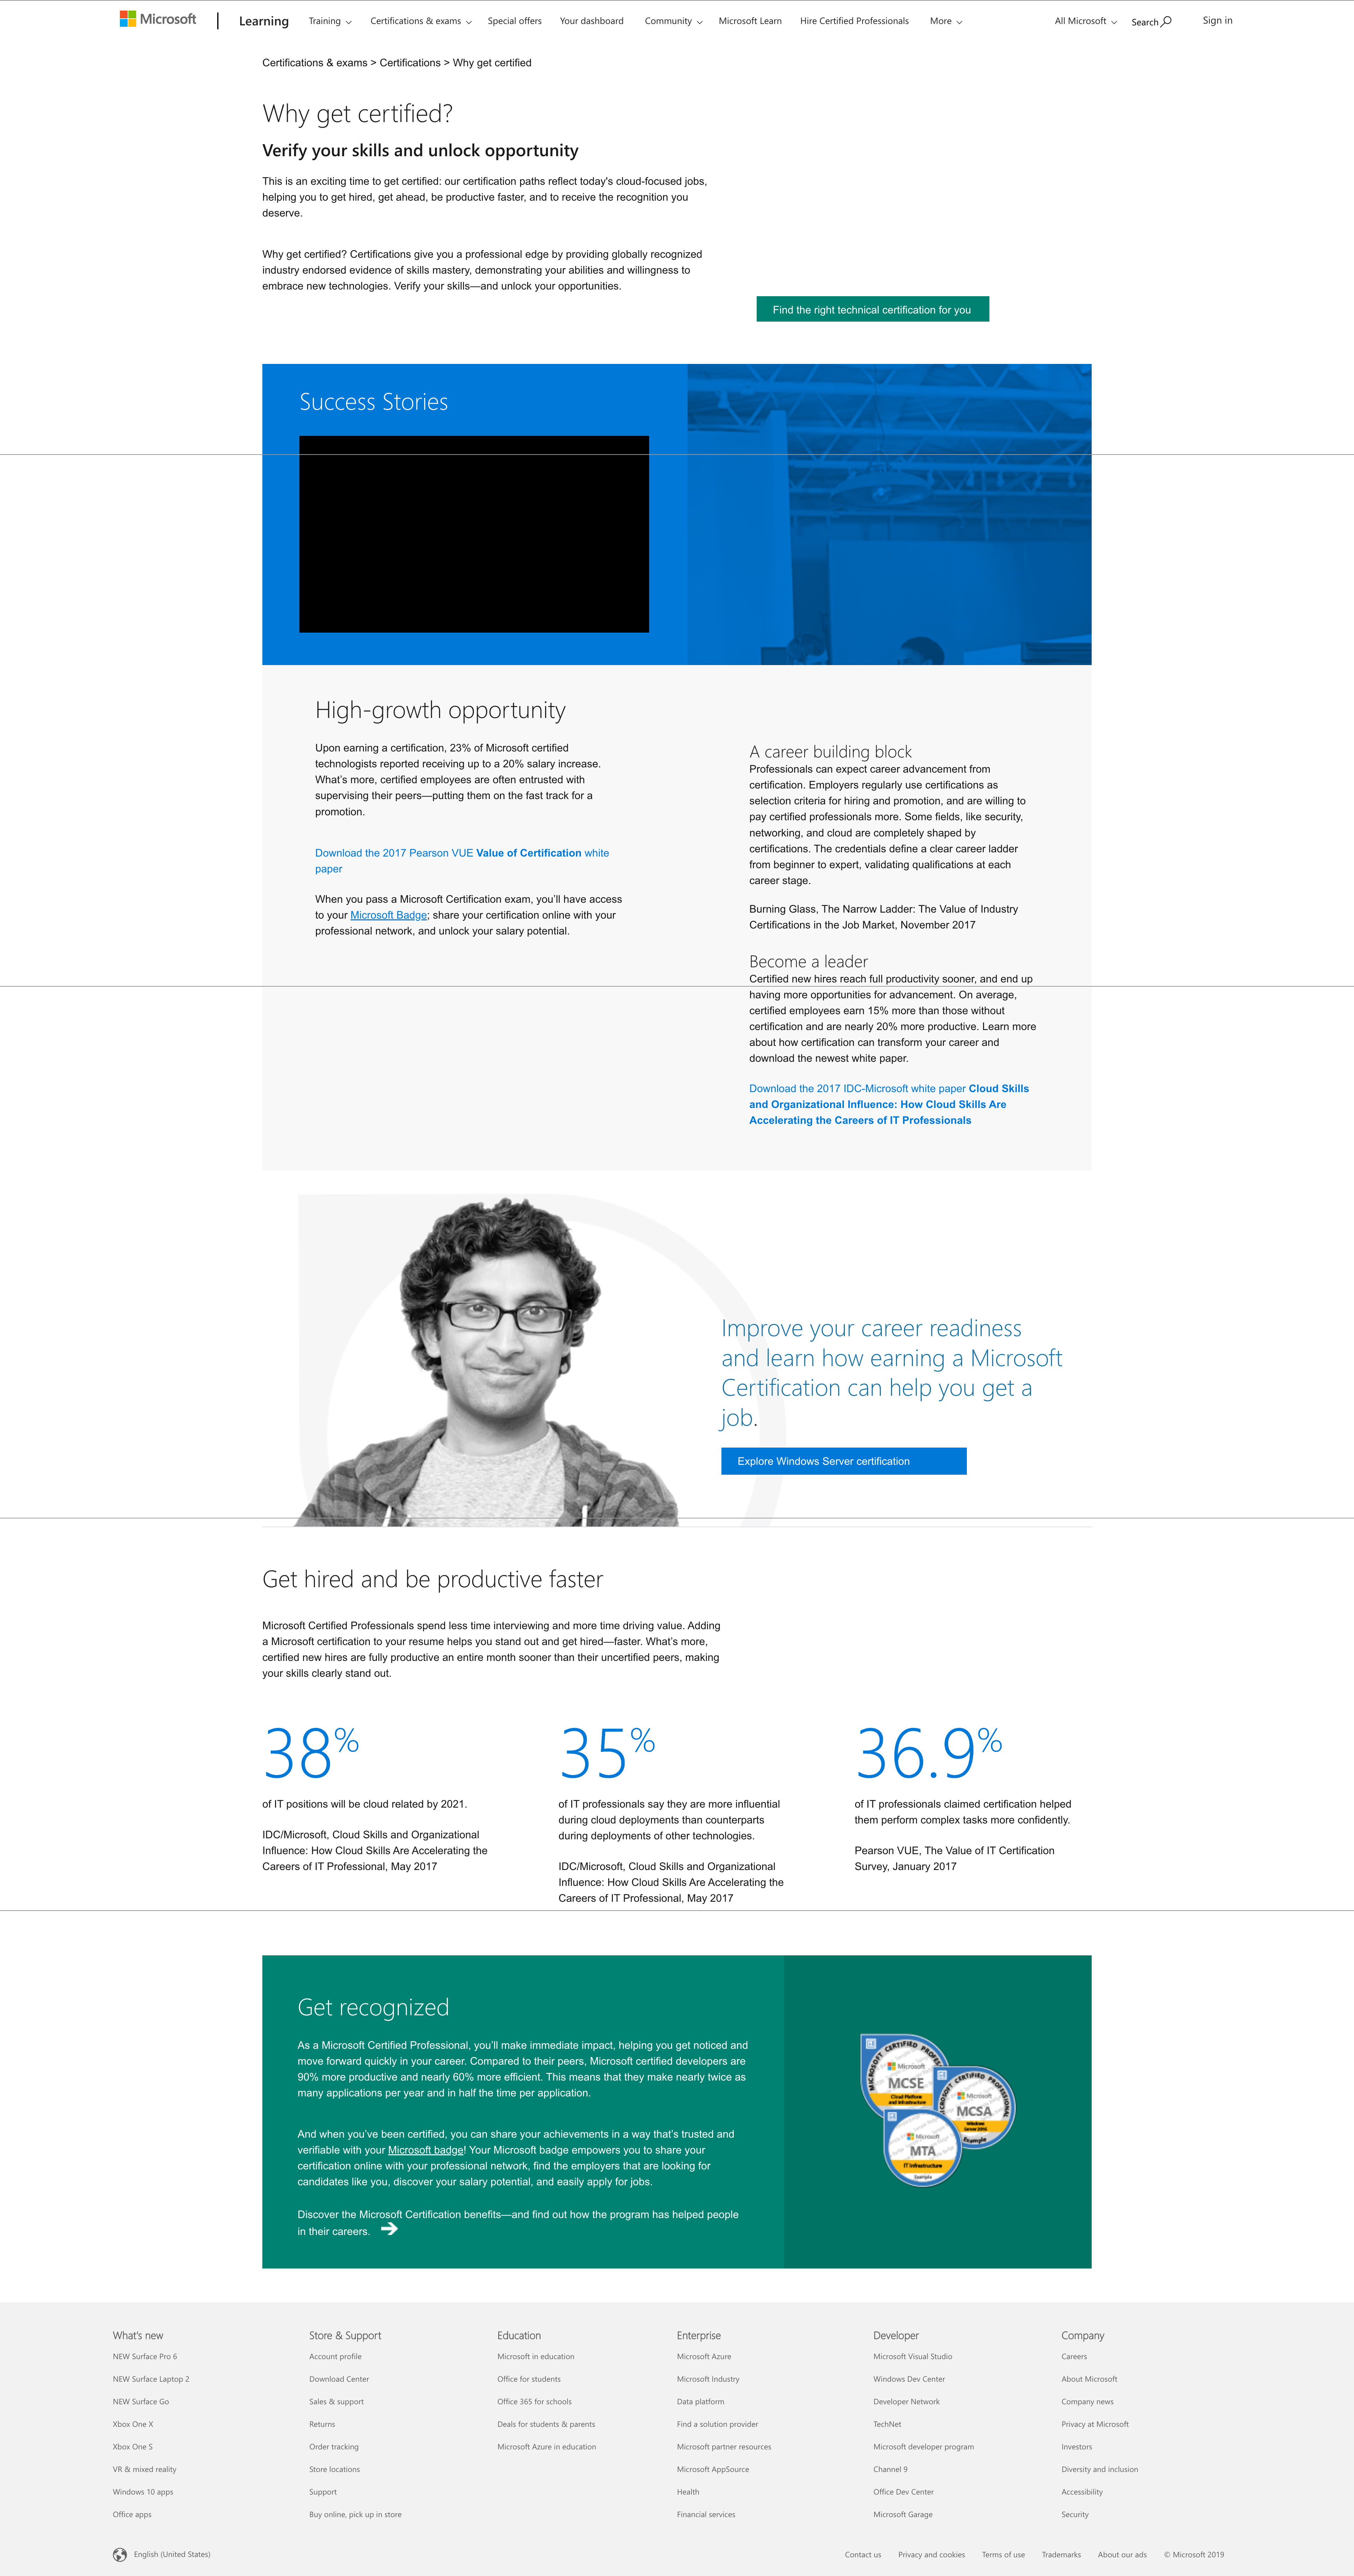 Microsoft
Learning
Training
Certifications & exams
Special offers
Your dashboard
Community
Microsoft Learn
Hire Certified Professionals
More
All Microsoft
Search
Sign in
Certifications & exams > Certifications > Why get certified
Why get certified?
Verify your skills and unlock opportunity
This is an exciting time to get certified: our certification paths reflect today's cloud-focused jobs,
helping you to get hired, get ahead, be productive faster, and to receive the recognition you
deserve.
Why get certified? Certifications give you a professional edge by providing globally recognized
industry endorsed evidence of skills mastery, demonstrating your abilities and willingness to
embrace new technologies. Verify your skills—and unlock your opportunities.
Find the right technical certification for you
Success Stories
High-growth opportunity
Upon earning a certification, 23% of Microsoft certified
technologists reported receiving up to a 20% salary increase.
What's more, certified employees are often entrusted with
supervising their peers—putting them on the fast track for a
promotion.
Download the 2017 Pearson VUE Value of Certification white
paper
When you pass a Microsoft Certification exam, you'll have access
to your Microsoft Badge; share your certification online with your
professional network, and unlock your salary potential.
A career building block
Professionals can expect career advancement from
certification. Employers regularly use certifications as
selection criteria for hiring and promotion, and are willing to
pay certified professionals more. Some fields, like security,
networking, and cloud are completely shaped by
certifications. The credentials define a clear career ladder
from beginner to expert, validating qualifications at each
career stage.
Burning Glass, The Narrow Ladder: The Value of Industry
Certifications in the Job Market, November 2017
Become a leader
Certified new hires reach full productivity sooner, and end up
having more opportunities for advancement. On average,
certified employees earn 15% more than those without
certification and are nearly 20% more productive. Learn more
about how certification can transform your career and
download the newest white paper.
Download the 2017 IDC-Microsoft white paper Cloud Skills
and Organizational Influence: How Cloud Skills Are
Accelerating the Careers of IT Professionals
Improve your career readiness
and learn how earning a Microsoft
Certification can help you get a
job.
Explore Windows Server certification
Get hired and be productive faster
Microsoft Certified Professionals spend less time interviewing and more time driving value. Adding
a Microsoft certification to your resume helps you stand out and get hired—faster. What's more,
certified new hires are fully productive an entire month sooner than their uncertified peers, making
your skills clearly stand out.
38%
of IT positions will be cloud related by 2021.
IDC/Microsoft, Cloud Skills and Organizational
Influence: How Cloud Skills Are Accelerating the
Careers of IT Professional, May 2017
35%
of IT professionals say they are more influential
during cloud deployments than counterparts
during deployments of other technologies.
IDC/Microsoft, Cloud Skills and Organizational
Influence: How Cloud Skills Are Accelerating the
Careers of IT Professional, May 2017
36.9%
of IT professionals claimed certification helped
them perform complex tasks more confidently.
Pearson VUE, The Value of IT Certification
Survey, January 2017
Get recognized
As a Microsoft Certified Professional, you'll make immediate impact, helping you get noticed and
move forward quickly in your career. Compared to their peers, Microsoft certified developers are
90% more productive and nearly 60% more efficient. This means that they make nearly twice as
many applications per year and in half the time per application.
And when you've been certified, you can share your achievements in a way that's trusted and
verifiable with your Microsoft badge! Your Microsoft badge empowers you to share your
certification online with your professional network, find the employers that are looking for
candidates like you, discover your salary potential, and easily apply for jobs.
Discover the Microsoft Certification benefits—and find out how the program has helped people
in their careers.
MICROSOFT CERTIFIED
Microsoft
MCSE
Cloud Platform
and Infrastructure
CERTIFIED PROFESSIONAL
Microsoft
MCSA
Windows
Server 2016
Example
Microsoft
MTA
IT Infrastructure
Example
What's new
NEW Surface Pro 6
NEW Surface Laptop 2
NEW Surface Go
Xbox One X
Xbox One S
VR & mixed reality
Windows 10 apps
Office apps
Store & Support
Account profile
Download Center
Sales & support
Returns
Order tracking
Store locations
Support
Buy online, pick up in store
Education
Microsoft in education
Office for students
Office 365 for schools
Deals for students & parents
Microsoft Azure in education
Enterprise
Microsoft Azure
Microsoft Industry
Data platform
Find a solution provider
Microsoft partner resources
Microsoft AppSource
Health
Financial services
Developer
Microsoft Visual Studio
Windows Dev Center
Developer Network
TechNet
Microsoft developer program
Channel 9
Office Dev Center
Microsoft Garage
Company
Careers
About Microsoft
Company news
Privacy at Microsoft
Investors
Diversity and inclusion
Accessibility
Security
English (United States)
Contact us
Privacy and cookies
Terms of use
Trademarks
About our ads
© Microsoft 2019